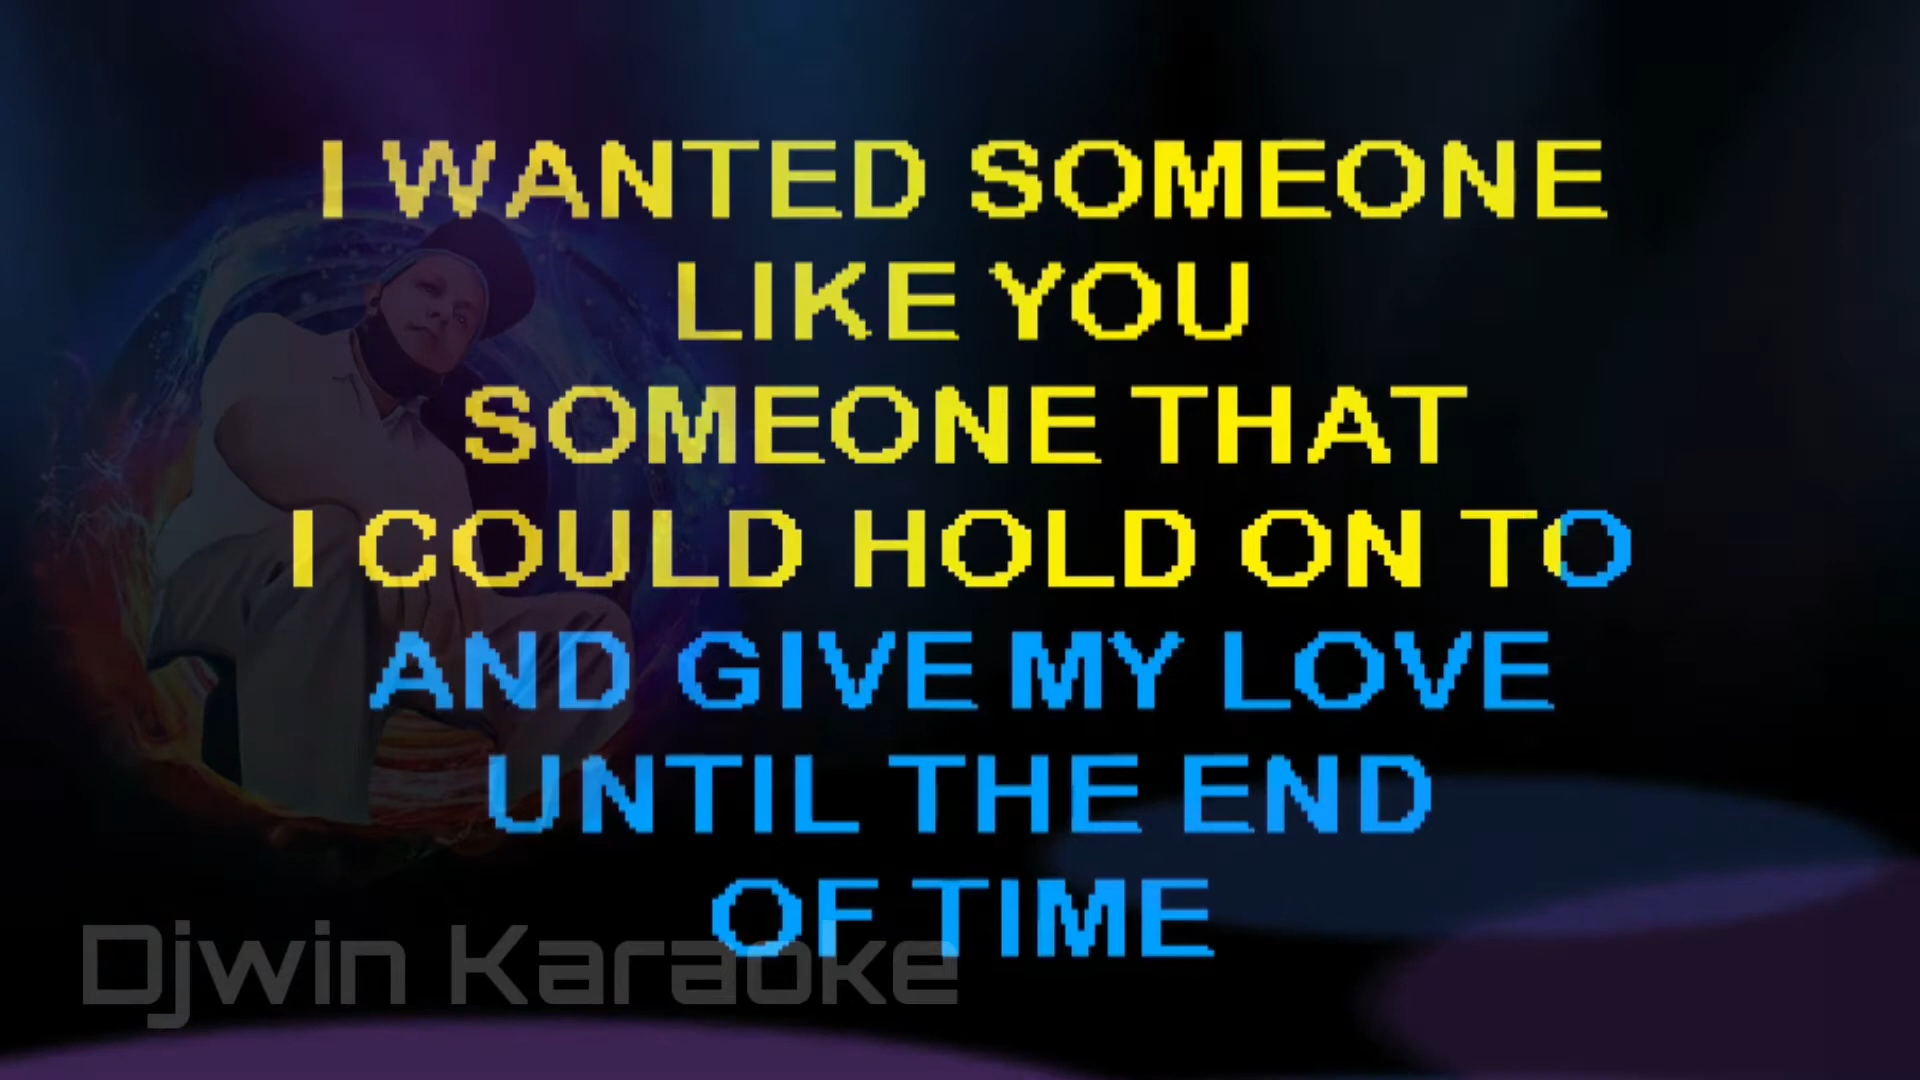 I WANTED SOMEONE
LIKE YOU
SOMEONE THAT
I COULD HOLD ON TO
AND GIVE MY LOVE
UNTIL THE END
OF TIME
Djwin Karaoke